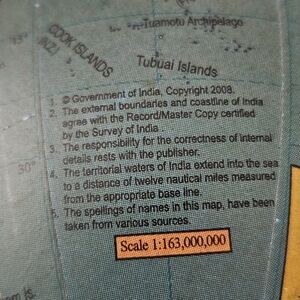 Tuamotu Archipelago
COOK ISLANDS
(N.Z.)
Tubuai Islands
1. © Government of India, Copyright 2008.
2. The external boundaries and coastline of India
agree with the Record/Master Copy certified
by the Survey of India .
3. The responsibility for the correctness of internal
details rests with the publisher.
4. The territorial waters of India extend into the sea
to a distance of twelve nautical miles measured
from the appropriate base line.
5. The spellings of names in this map, have been
taken from various sources.
Scale 1:163,000,000